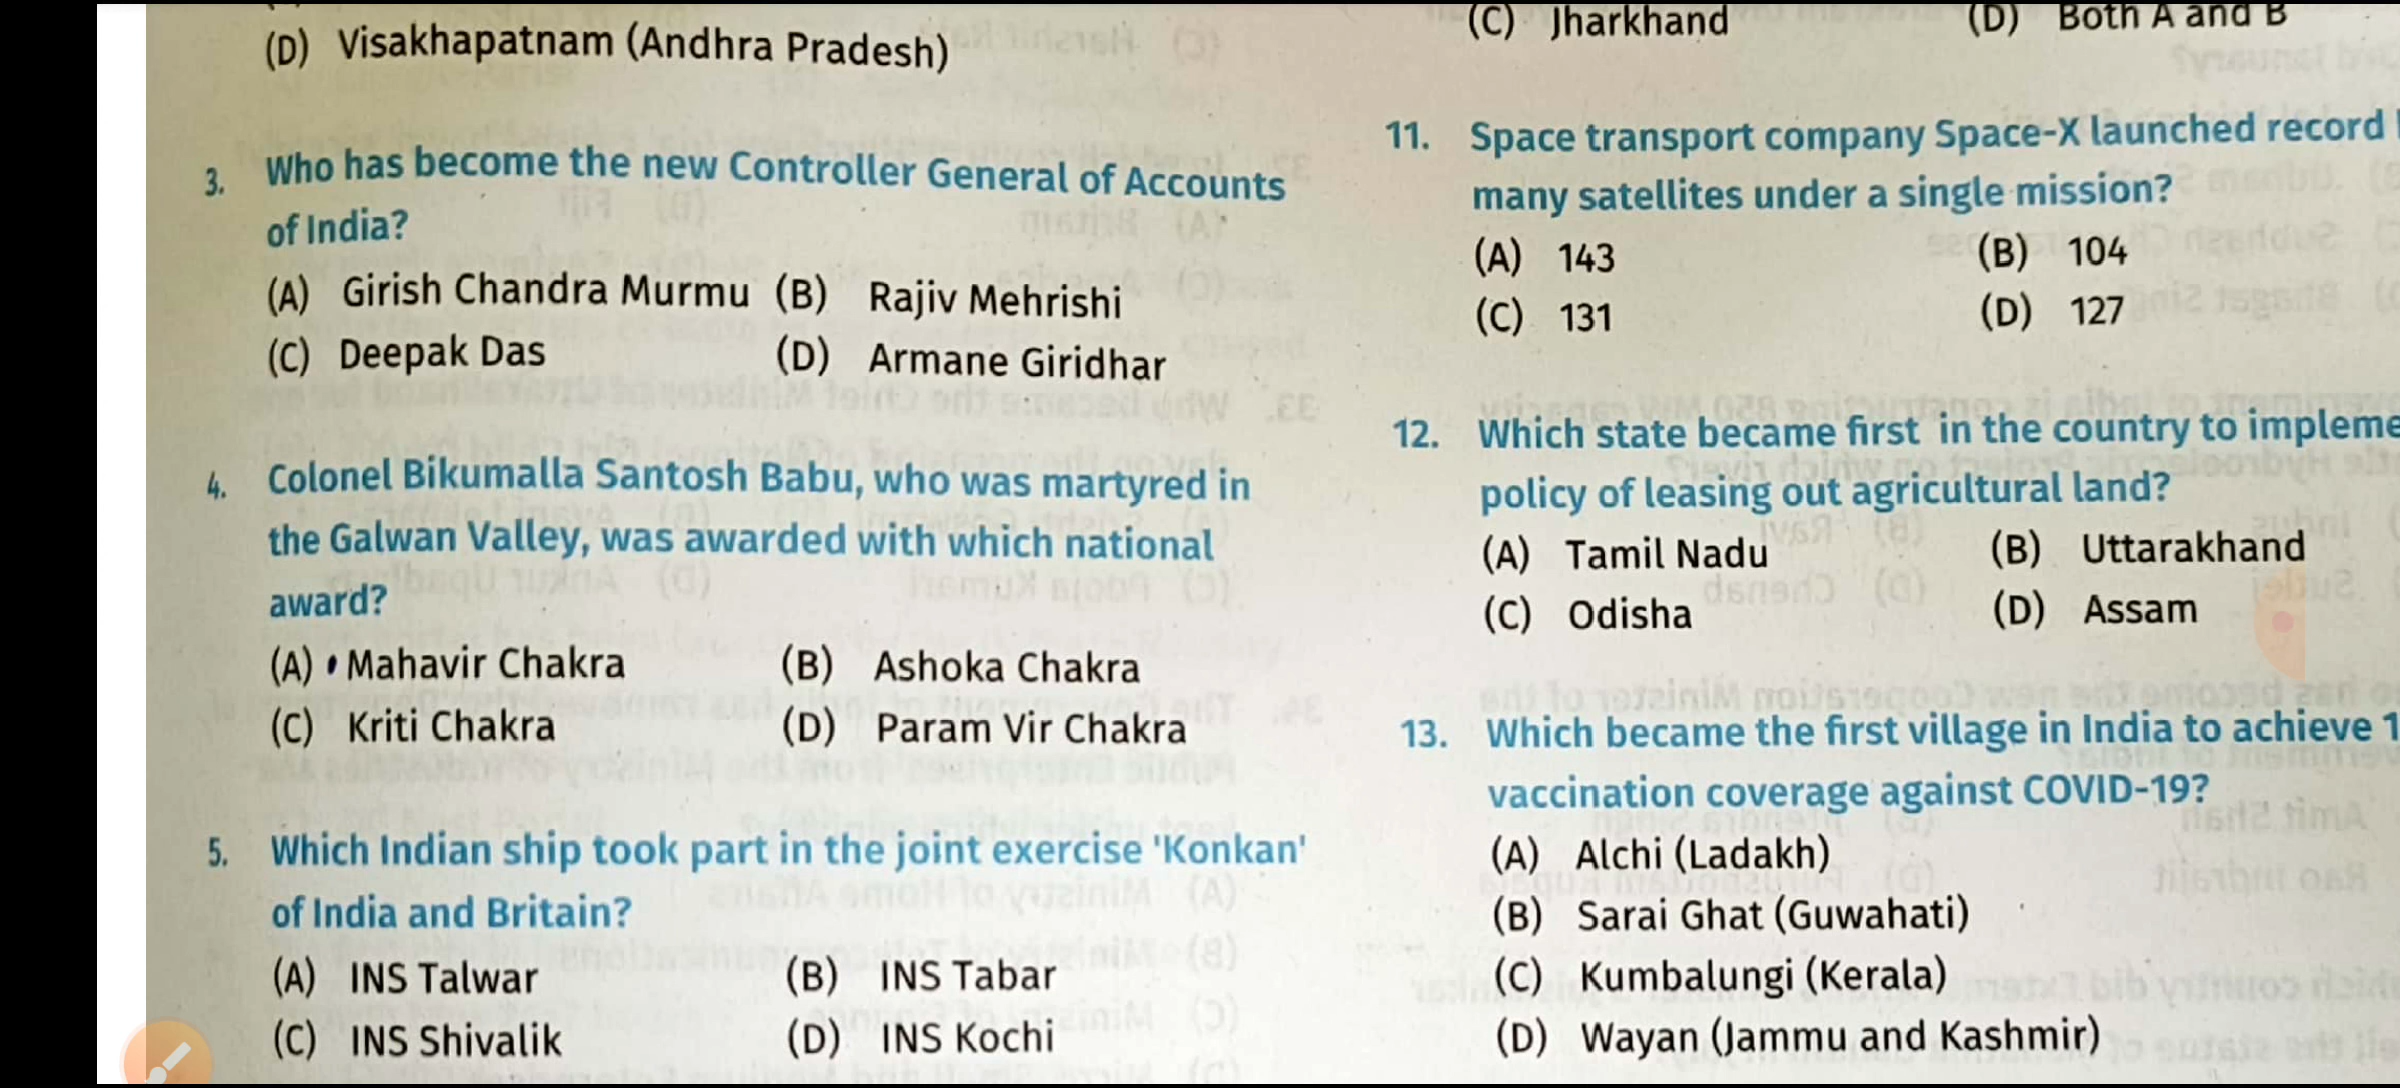 (D) Visakhapatnam (Andhra Pradesh)
3. Who has become the new Controller General of Accounts
of India?
(A) Girish Chandra Murmu (B) Rajiv Mehrishi
(C) Deepak Das (D) Armane Giridhar
4. Colonel Bikumalla Santosh Babu, who was martyred in
the Galwan Valley, was awarded with which national
award?
(A) Mahavir Chakra (B) Ashoka Chakra
(C) Kriti Chakra (D) Param Vir Chakra
5. Which Indian ship took part in the joint exercise 'Konkan'
of India and Britain?
(A) INS Talwar (B) INS Tabar
(C) INS Shivalik (D) INS Kochi
(C) Jharkhand (D) Both A and B
11. Space transport company Space-X launched record
many satellites under a single mission?
(A) 143 (B) 104
(C) 131 (D) 127
12. Which state became first in the country to impleme
policy of leasing out agricultural land?
(A) Tamil Nadu (B) Uttarakhand
(C) Odisha (D) Assam
13. Which became the first village in India to achieve 1
vaccination coverage against COVID-19?
(A) Alchi (Ladakh)
(B) Sarai Ghat (Guwahati)
(C) Kumbalungi (Kerala)
(D) Wayan (Jammu and Kashmir)